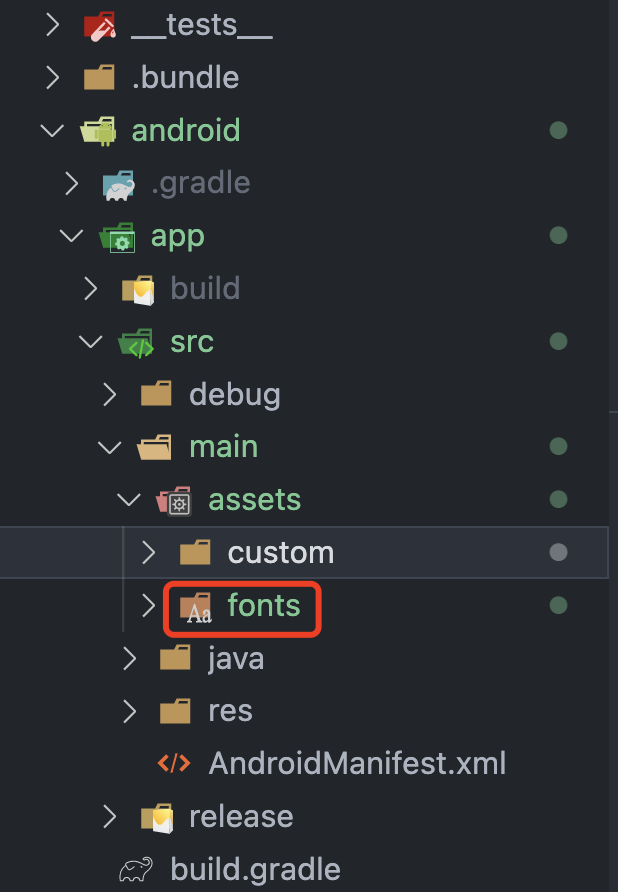 __tests__
.bundle
android
.gradle
app
build
src
debug
main
assets
custom
Aa fonts
java
res
AndroidManifest.xml
release
build.gradle